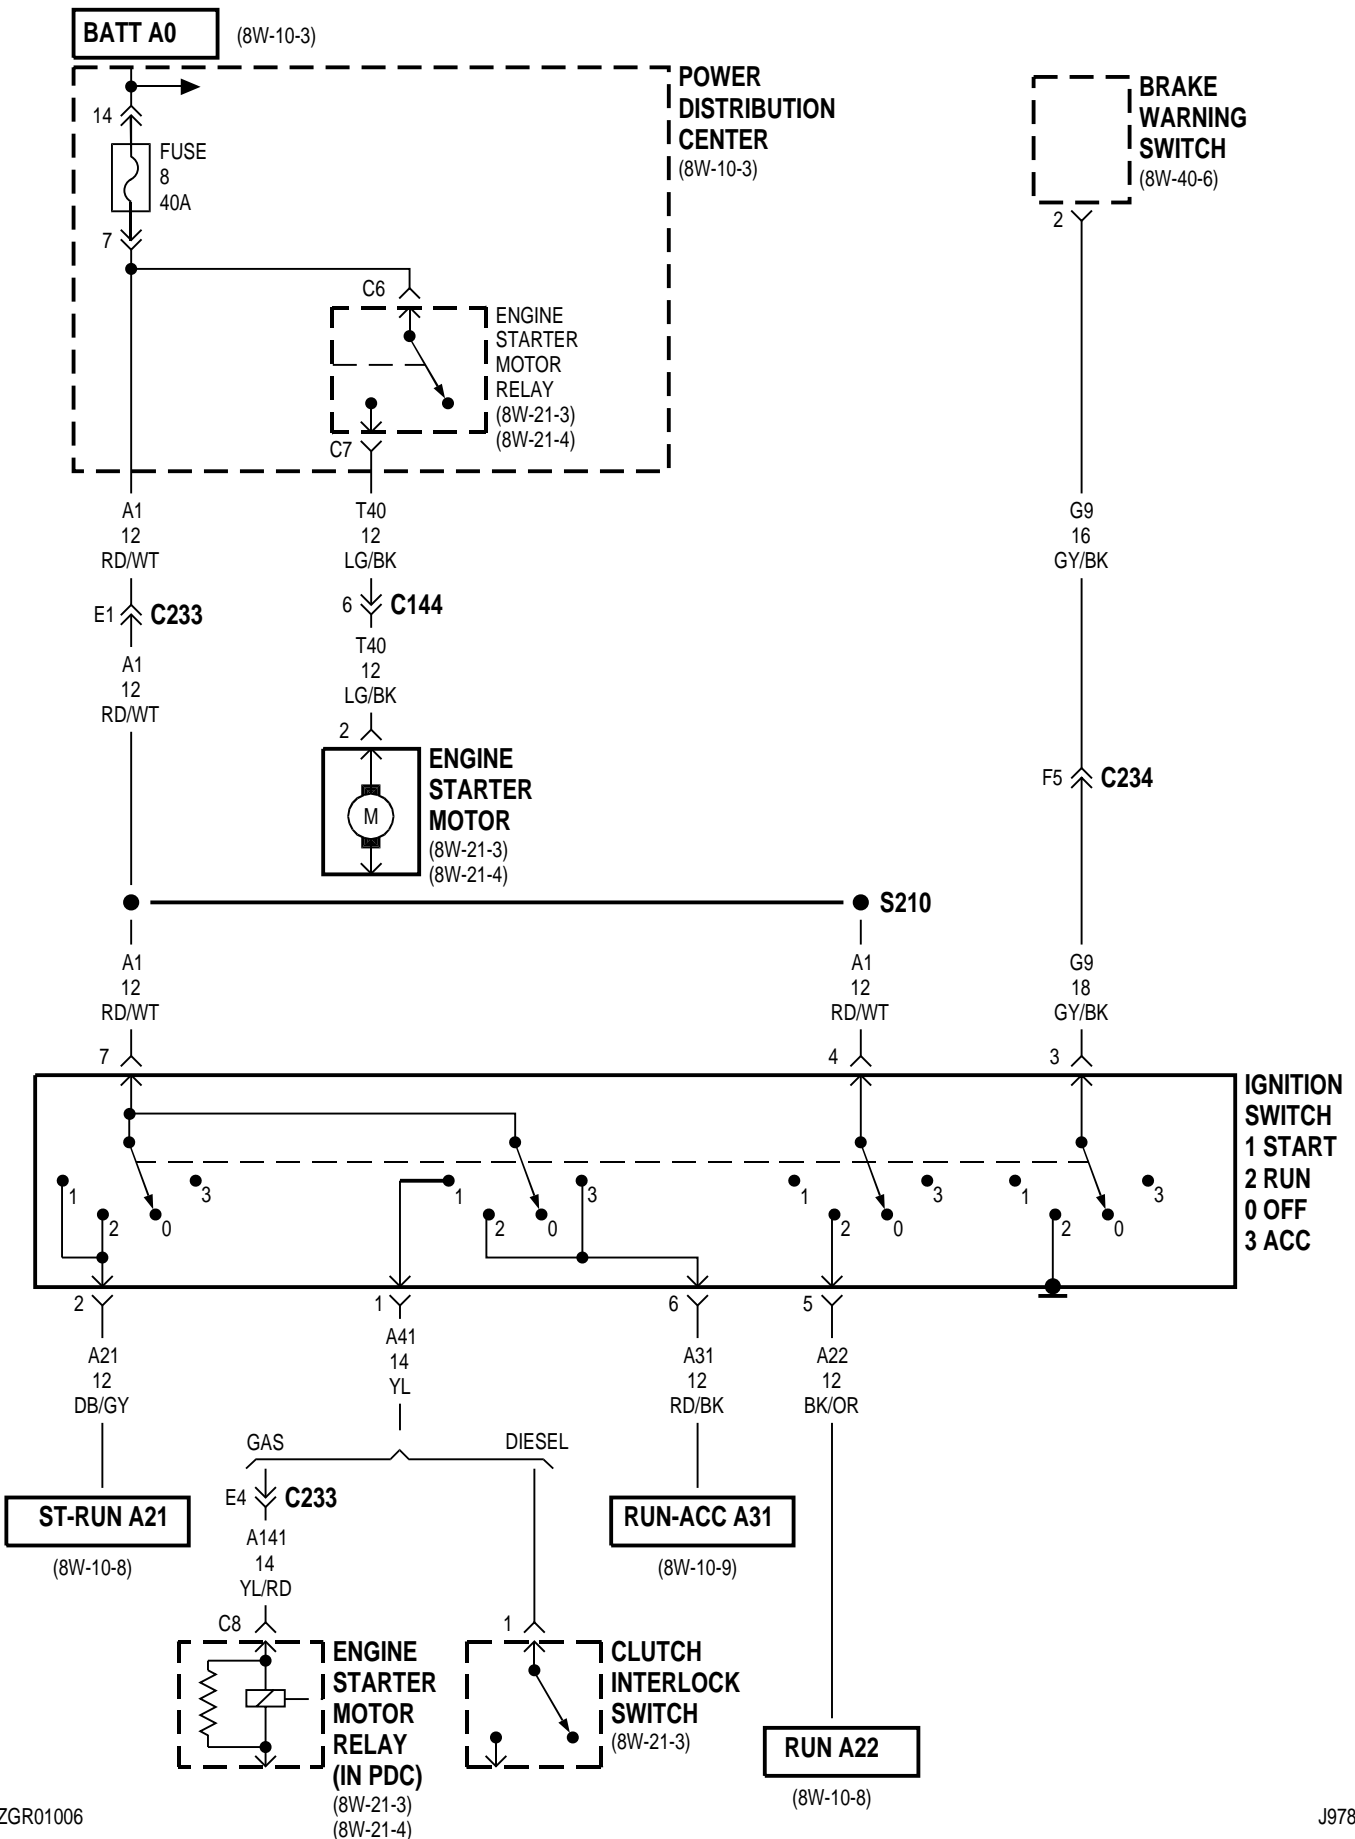 BATT A0
(8W-10-3)
POWER
DISTRIBUTION
CENTER
(8W-10-3)
BRAKE
WARNING
SWITCH
(8W-40-6)
14
FUSE
8
40A
7
2
C6
ENGINE
STARTER
MOTOR
RELAY
(8W-21-3)
(8W-21-4)
C7
A1
12
RD/WT
T40
12
LG/BK
G9
16
GY/BK
E1
C233
6
C144
A1
12
RD/WT
T40
12
LG/BK
2
ENGINE
STARTER
MOTOR
(8W-21-3)
(8W-21-4)
M
F5
C234
S210
A1
12
RD/WT
A1
12
RD/WT
G9
18
GY/BK
7
4
3
IGNITION
SWITCH
1 START
2 RUN
0 OFF
3 ACC
1
2
0
3
1
2
0
3
1
2
0
3
1
2
0
3
2
1
6
5
A21
12
DB/GY
A41
14
YL
A31
12
RD/BK
A22
12
BK/OR
GAS
DIESEL
E4
C233
ST-RUN A21
(8W-10-8)
RUN-ACC A31
(8W-10-9)
A141
14
YL/RD
C8
1
ENGINE
STARTER
MOTOR
RELAY
(IN PDC)
(8W-21-3)
(8W-21-4)
CLUTCH
INTERLOCK
SWITCH
(8W-21-3)
RUN A22
(8W-10-8)
ZGR01006
J978